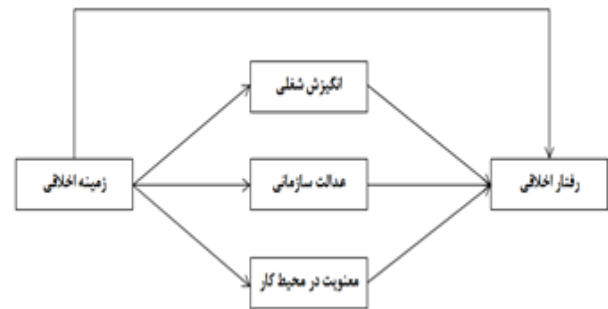 انگیزش شغلی
زمینه اخلاقی
عدالت سازمانی
رفتار اخلاقی
معنویت در محیط کار